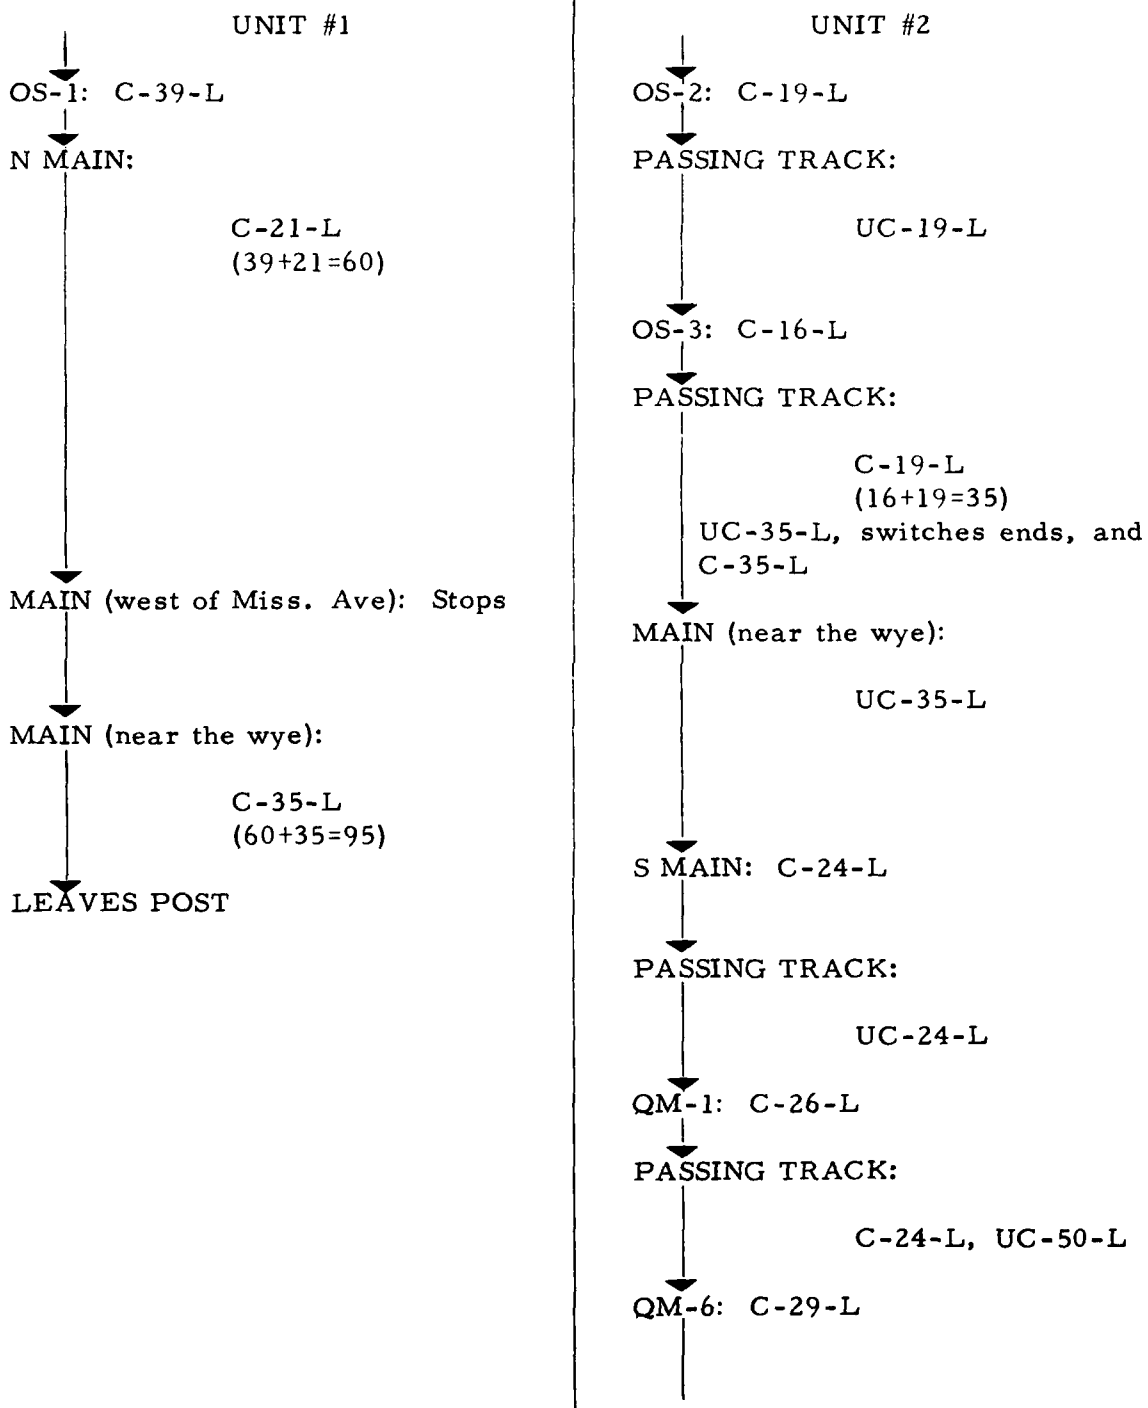 UNIT #1
OS-1: C-39-L
N MAIN:
C-21-L
(39+21=60)
MAIN (west of Miss. Ave): Stops
MAIN (near the wye):
C-35-L
(60+35=95)
LEAVES POST
UNIT #2
OS-2: C-19-L
PASSING TRACK:
UC-19-L
OS-3: C-16-L
PASSING TRACK:
C-19-L
(16+19=35)
UC-35-L, switches ends, and
C-35-L
MAIN (near the wye):
UC-35-L
S MAIN: C-24-L
PASSING TRACK:
UC-24-L
QM-1: C-26-L
PASSING TRACK:
C-24-L, UC-50-L
QM-6: C-29-L